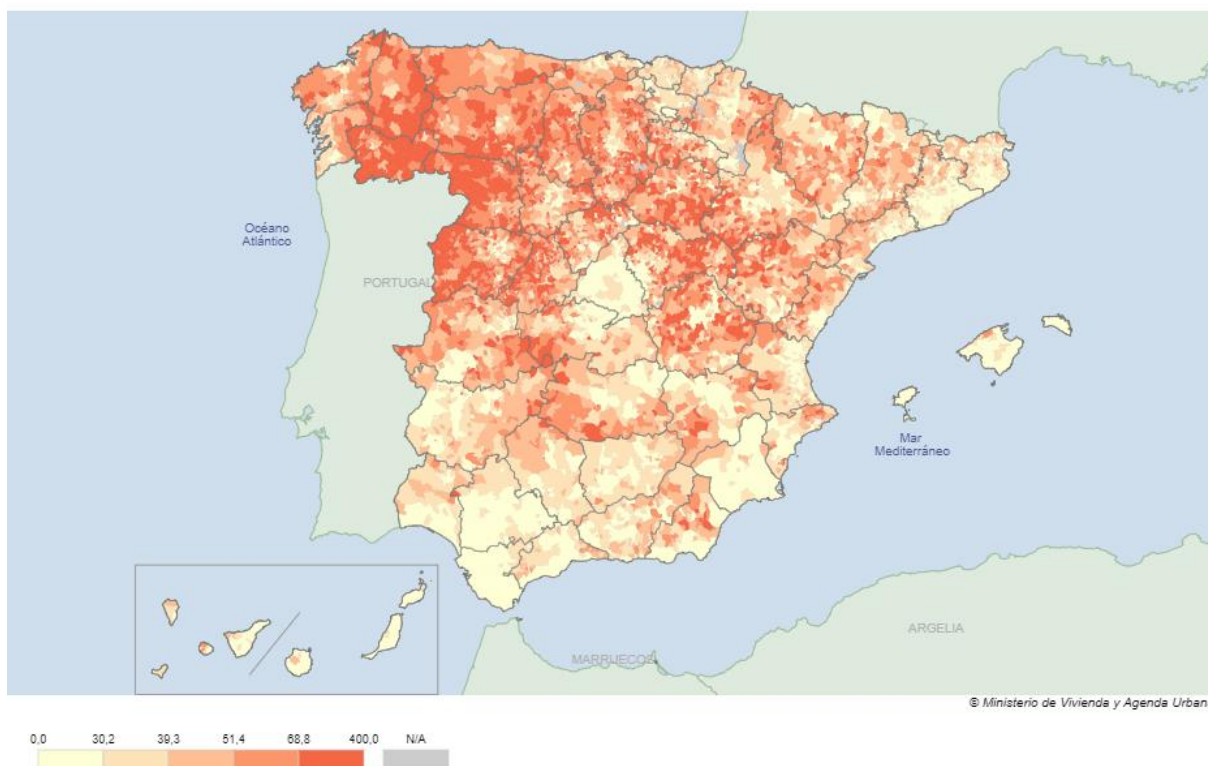 Océano
Atlántico
PORTUGAL
Mar
Mediterráneo
ARGELIA
MARRUECOS
© Ministerio de Vivienda y Agenda Urban
0,0 30,2 39,3 51,4 68,8 400,0 N/A